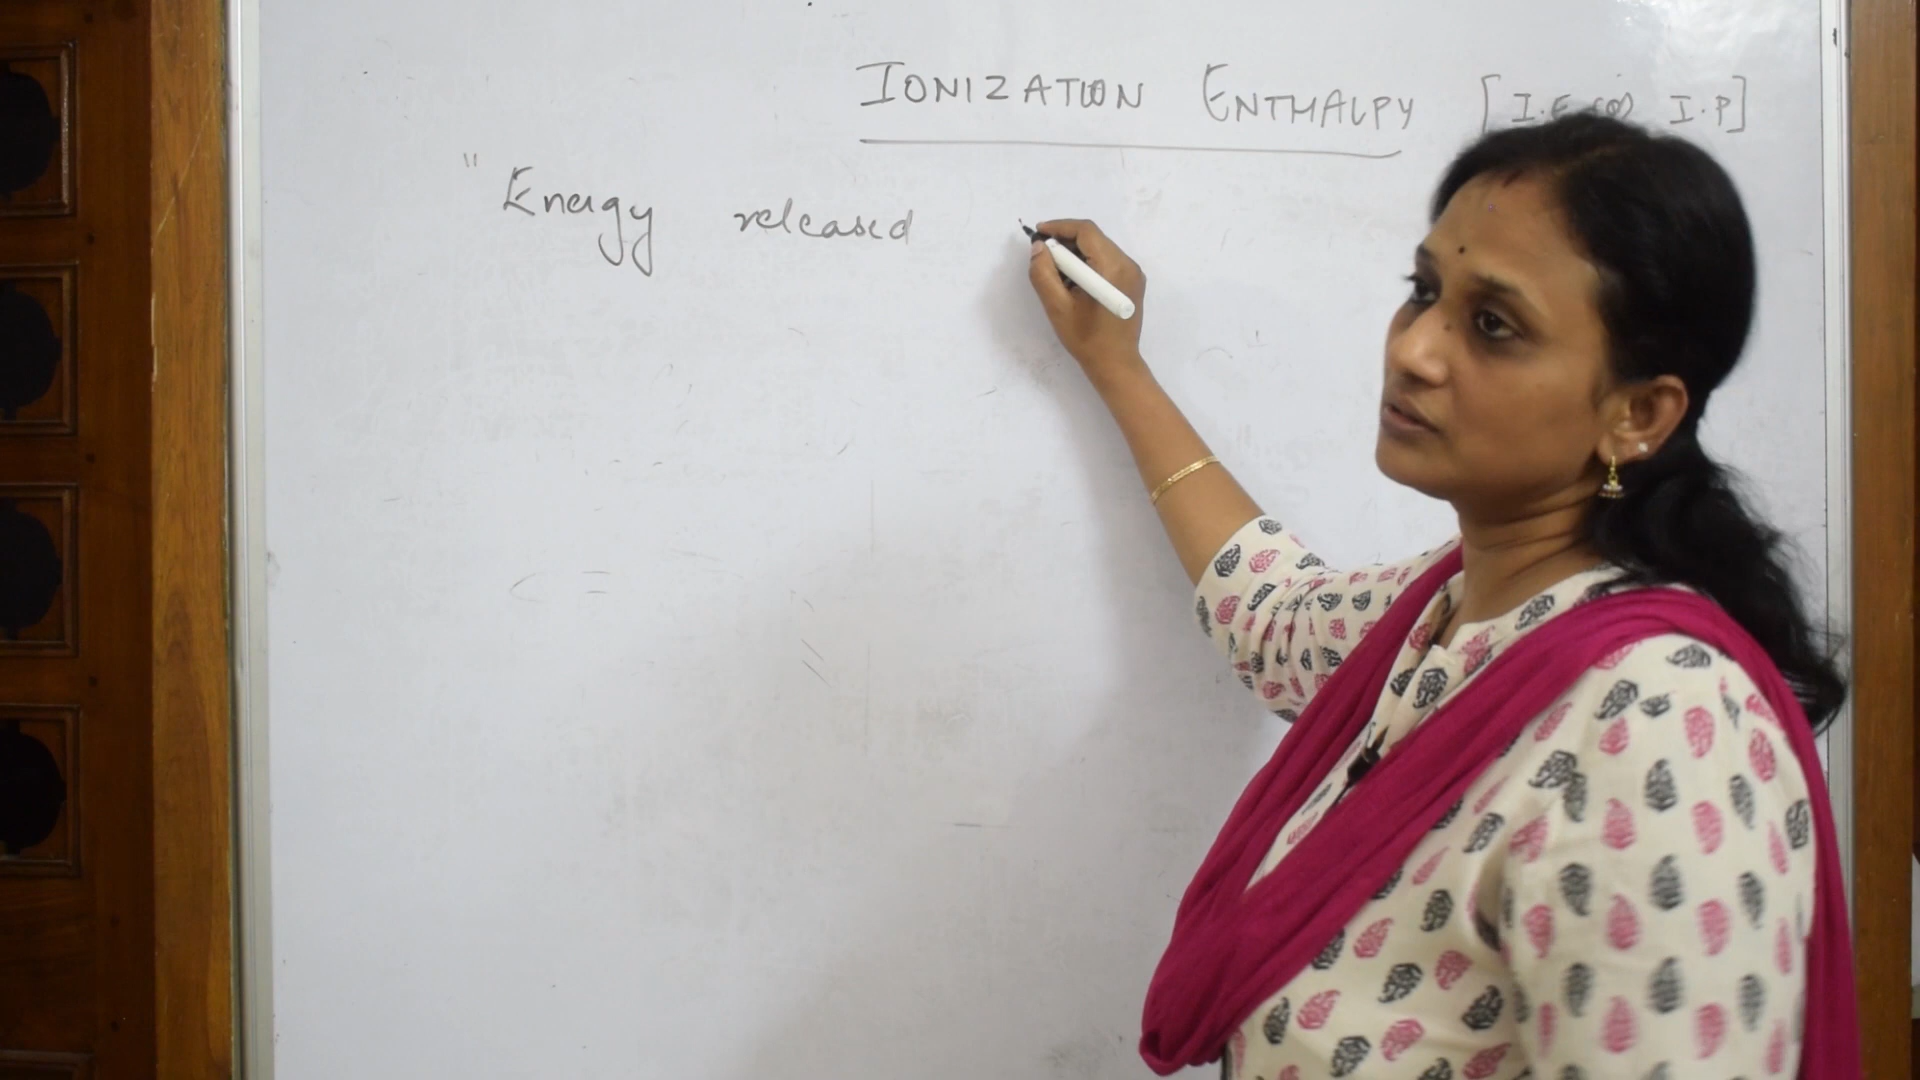 IONIZATION ENTHALPY [I.E (or) I.P]
" Energy released